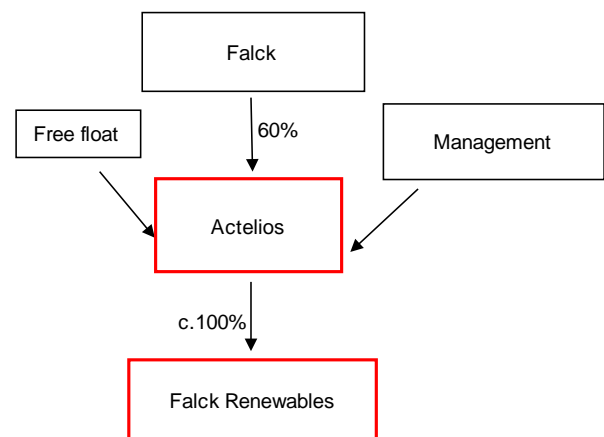 Falck
Free float
60%
Management
Actelios
c.100%
Falck Renewables